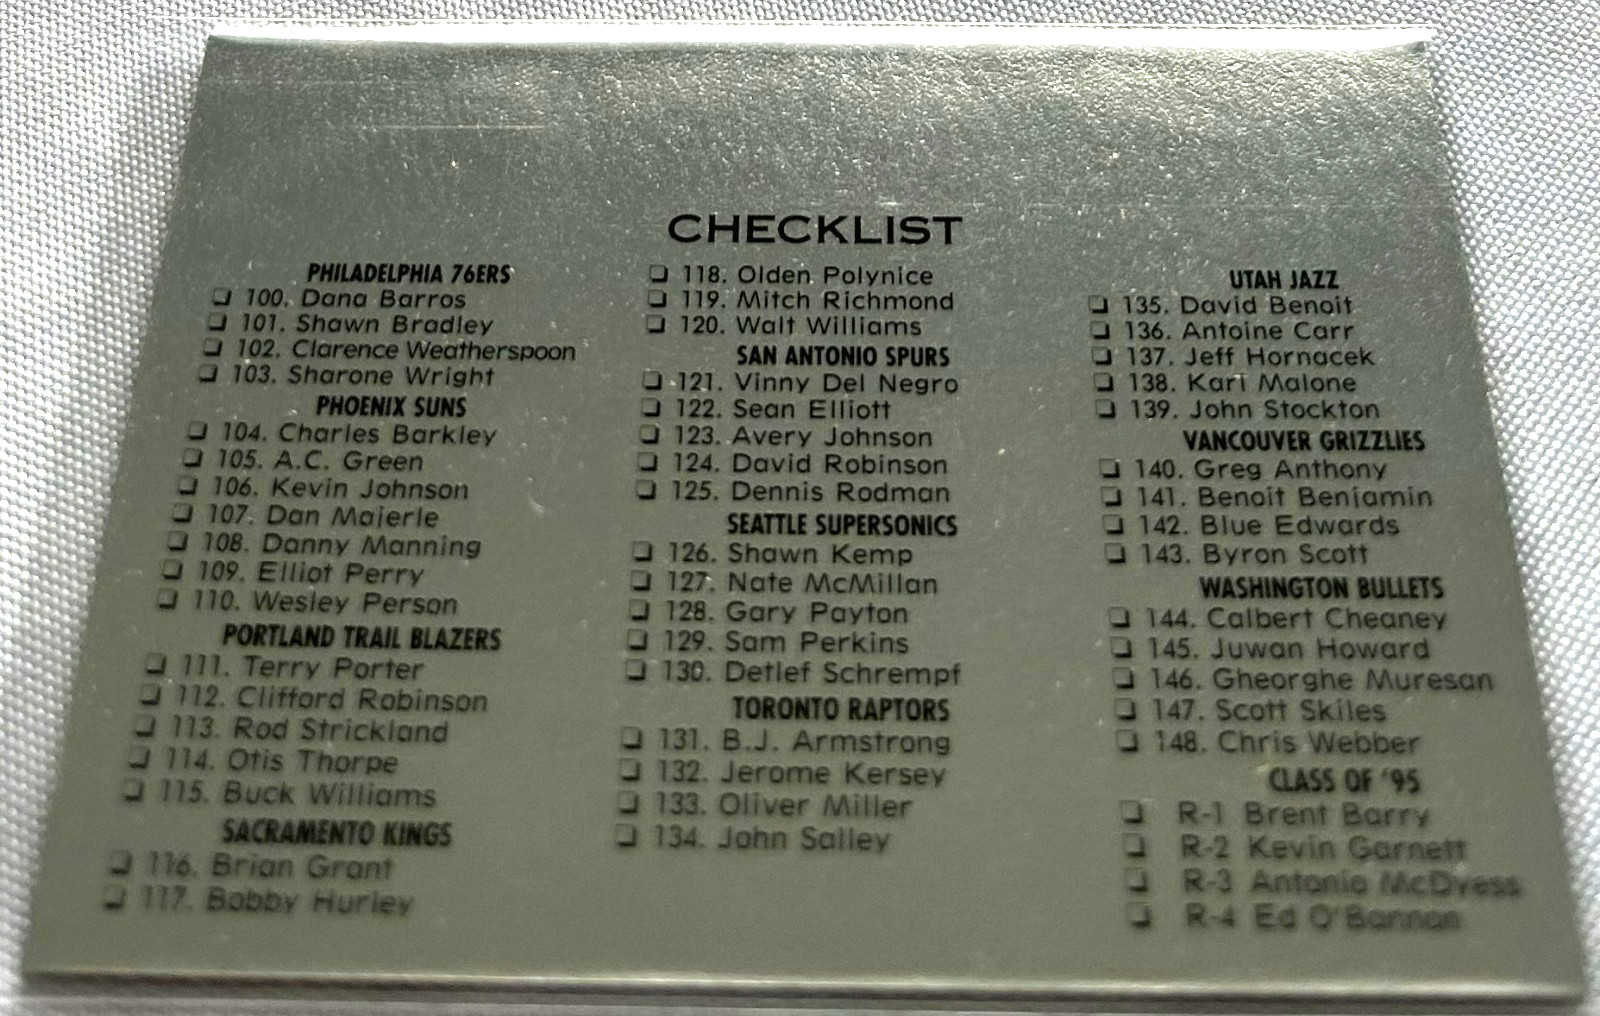 CHECKLIST
PHILADELPHIA 76ERS
100. Dana Barros
101. Shawn Bradley
102. Clarence Weatherspoon
103. Sharone Wright
PHOENIX SUNS
104. Charles Barkley
105. A.C. Green
106. Kevin Johnson
107. Dan Majerle
108. Danny Manning
109. Elliot Perry
110. Wesley Person
PORTLAND TRAIL BLAZERS
111. Terry Porter
112. Clifford Robinson
113. Rod Strickland
114. Otis Thorpe
115. Buck Williams
SACRAMENTO KINGS
116. Brian Grant
117. Bobby Hurley
118. Olden Polynice
119. Mitch Richmond
120. Walt Williams
SAN ANTONIO SPURS
121. Vinny Del Negro
122. Sean Elliott
123. Avery Johnson
124. David Robinson
125. Dennis Rodman
SEATTLE SUPERSONICS
126. Shawn Kemp
127. Nate McMillan
128. Gary Payton
129. Sam Perkins
130. Detlef Schrempf
TORONTO RAPTORS
131. B.J. Armstrong
132. Jerome Kersey
133. Oliver Miller
134. John Salley
UTAH JAZZ
135. David Benoit
136. Antoine Carr
137. Jeff Hornacek
138. Karl Malone
139. John Stockton
VANCOUVER GRIZZLIES
140. Greg Anthony
141. Benoit Benjamin
142. Blue Edwards
143. Byron Scott
WASHINGTON BULLETS
144. Calbert Cheaney
145. Juwan Howard
146. Gheorghe Muresan
147. Scott Skiles
148. Chris Webber
CLASS OF '95
R-1 Brent Barry
R-2 Kevin Garnett
R-3 Antonio McDyess
R-4 Ed O'Bannon